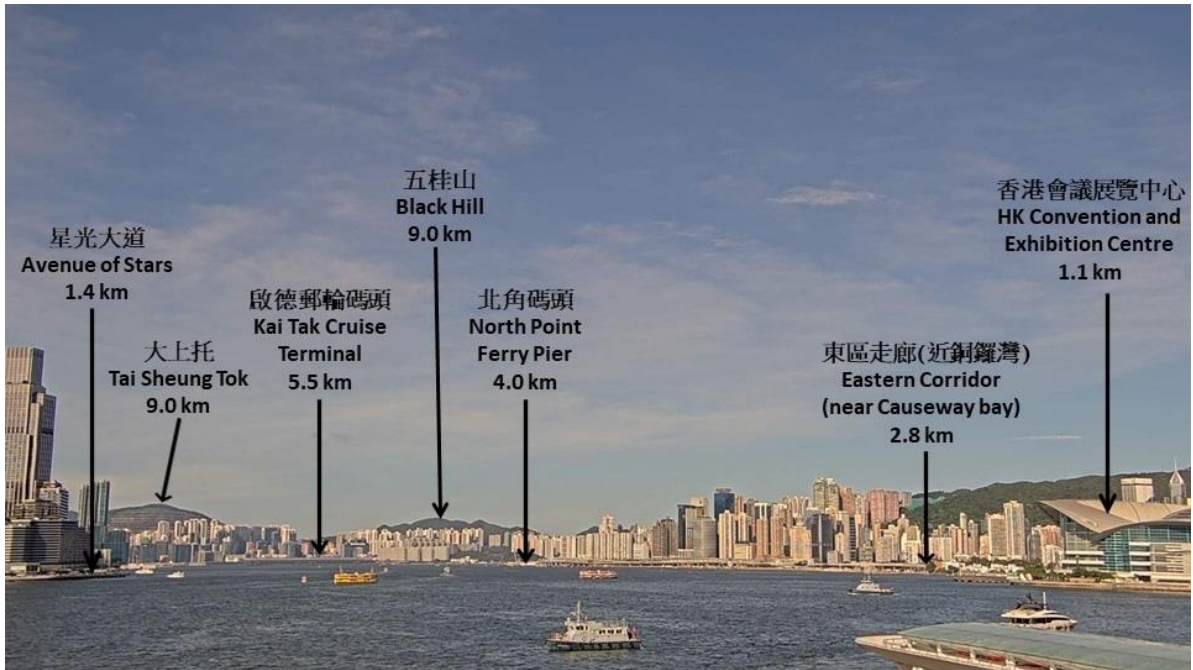 星光大道
Avenue of Stars
1.4 km
大上托
Tai Sheung Tok
9.0 km
啟德郵輪碼頭
Kai Tak Cruise
Terminal
5.5 km
五桂山
Black Hill
9.0 km
北角碼頭
North Point
Ferry Pier
4.0 km
東區走廊(近銅鑼灣)
Eastern Corridor
(near Causeway bay)
2.8 km
香港會議展覽中心
HK Convention and
Exhibition Centre
1.1 km